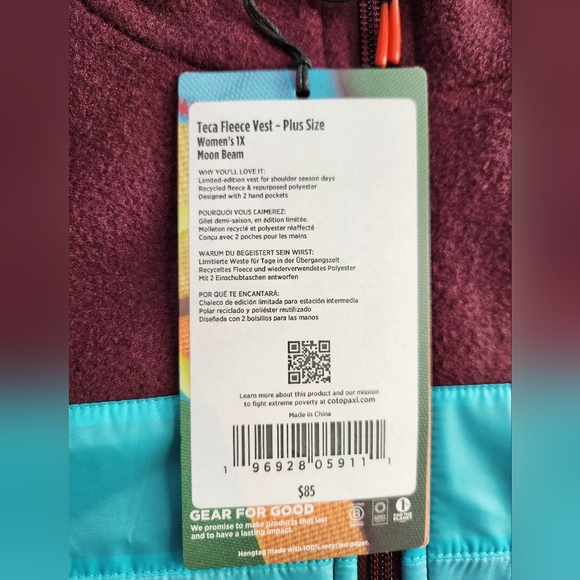 Teca Fleece Vest - Plus Size
Women's 1X
Moon Beam
WHY YOU'LL LOVE IT:
Limited-edition vest for shoulder season days
Recycled fleece & repurposed polyester
Designed with 2 hand pockets
POURQUOI VOUS L'AIMEREZ:
Gilet demi-saison, en édition limitée.
Molleton recyclé et polyester réaffecté
Conçu avec 2 poches pour les mains
WARUM DU BEGEISTERT SEIN WIRST:
Limitierte Weste für Tage in der Übergangszeit
Recyceltes Fleece und wiederverwendetes Polyester
Mit 2 Einschubtaschen entworfen
POR QUÉ TE ENCANTARÁ:
Chaleco de edición limitada para estación intermedia
Polar reciclado y poliéster reutilizado
Diseñada con 2 bolsillos para las manos
Learn more about this product and our mission
to fight extreme poverty at cotopaxi.com
Made in China
1 96928 05911 1
$85
GEAR FOR GOOD
We promise to make products that last
and to have a lasting impact.
Hangtag made with 100% recycled paper.
B
1
FOR THE
PLANET